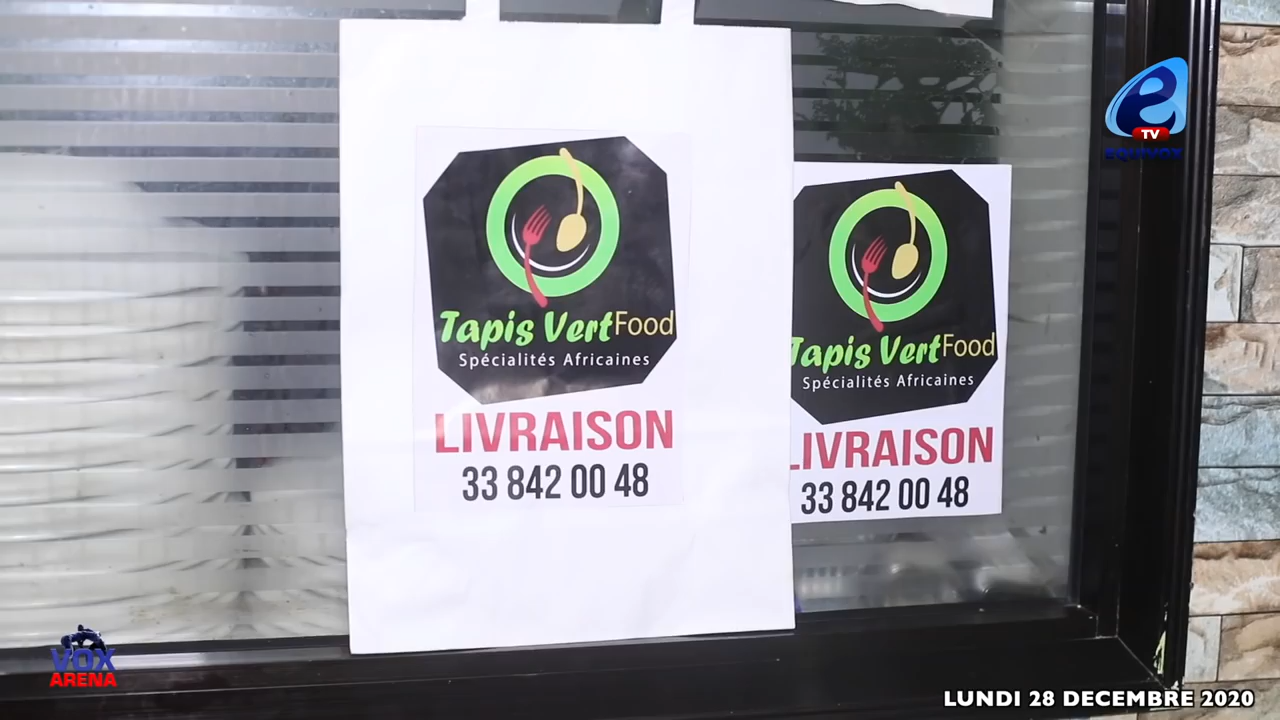 Tapis Vert Food
Spécialités Africaines
LIVRAISON
33 842 00 48
Tapis Vert Food
Spécialités Africaines
LIVRAISON
33 842 00 48
e
TV
EQUIVOX
VOX
ARENA
LUNDI 28 DECEMBRE 2020